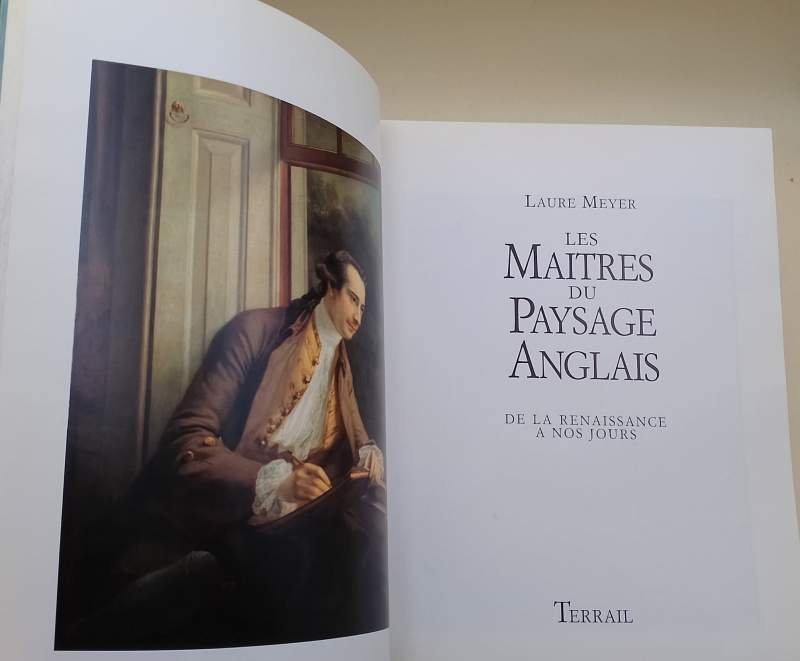 LAURE MEYER
LES
MAITRES
DU
PAYSAGE
ANGLAIS
DE LA RENAISSANCE
A NOS JOURS
TERRAIL